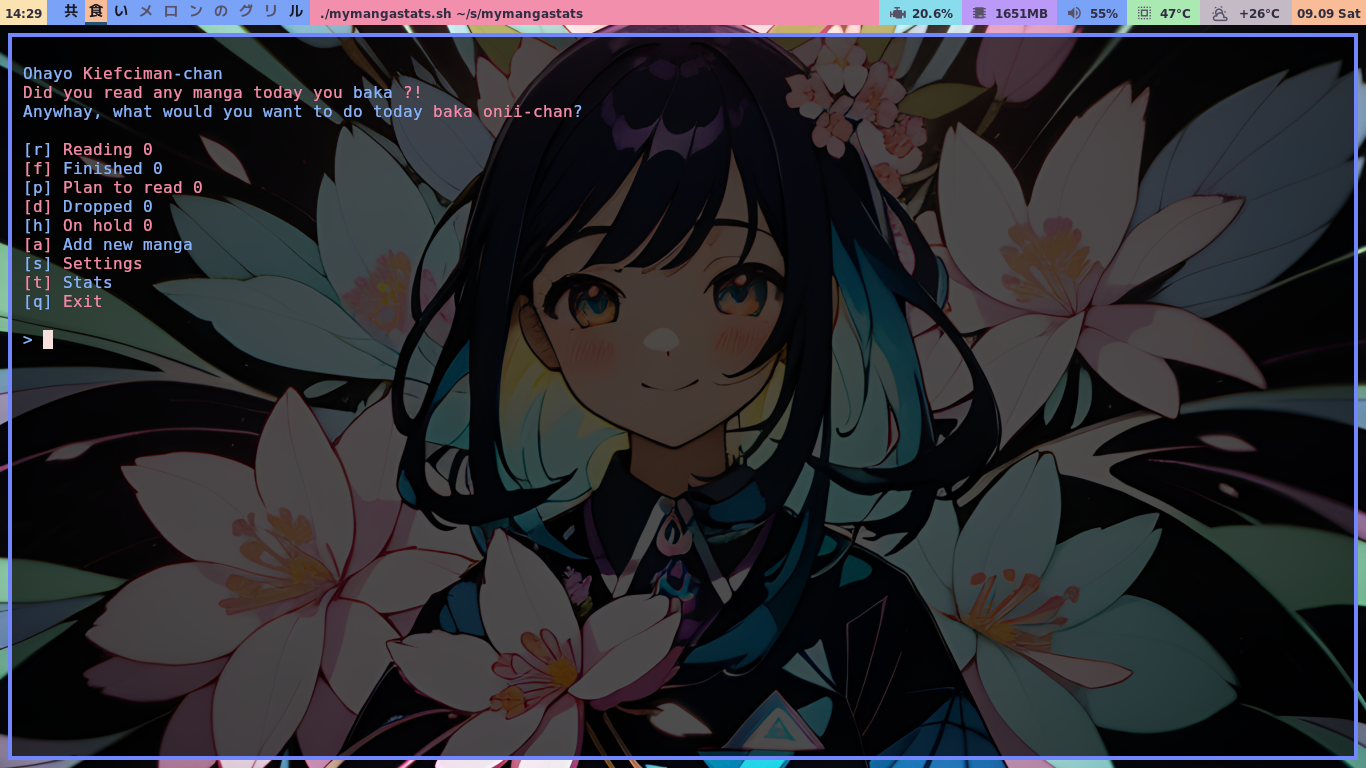 14:29 共 食 い メ ロ ン の グ リ ル ./mymangastats.sh ~/s/mymangastats 20.6% 1651MB 55% 47°C +26°C 09.09 Sat
Ohayo Kiefciman-chan
Did you read any manga today you baka ?!
Anywhay, what would you want to do today baka onii-chan?
[r] Reading 0
[f] Finished 0
[p] Plan to read 0
[d] Dropped 0
[h] On hold 0
[a] Add new manga
[s] Settings
[t] Stats
[q] Exit
>